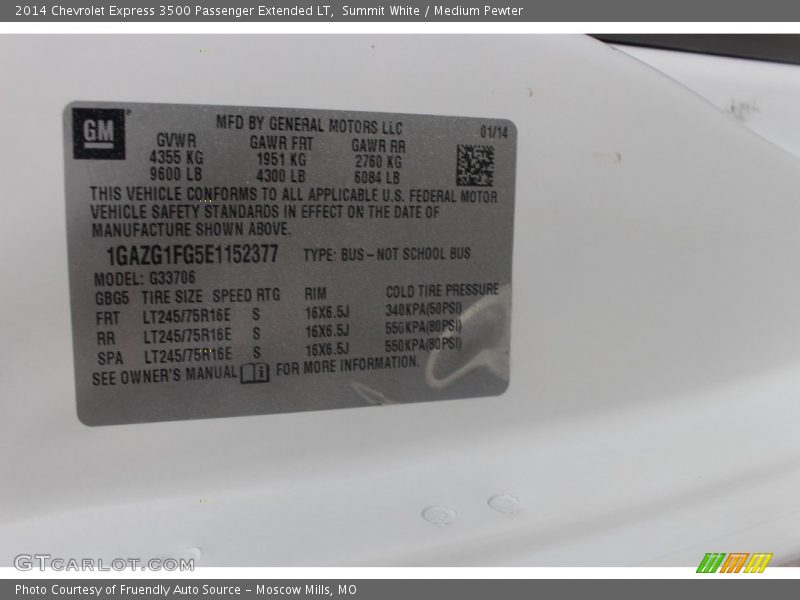 2014 Chevrolet Express 3500 Passenger Extended LT, Summit White / Medium Pewter
GM
MFD BY GENERAL MOTORS LLC 01/14
GVWR GAWR FRT GAWR RR
4355 KG 1951 KG 2760 KG
9600 LB 4300 LB 6084 LB
THIS VEHICLE CONFORMS TO ALL APPLICABLE U.S. FEDERAL MOTOR
VEHICLE SAFETY STANDARDS IN EFFECT ON THE DATE OF
MANUFACTURE SHOWN ABOVE.
1GAZG1FG5E1152377 TYPE: BUS – NOT SCHOOL BUS
MODEL: G33706
GBG5 TIRE SIZE SPEED RTG RIM COLD TIRE PRESSURE
FRT LT245/75R16E S 16X6.5J 340KPA(50PSI)
RR LT245/75R16E S 16X6.5J 550KPA(80PSI)
SPA LT245/75R16E S 16X6.5J 550KPA(80PSI)
SEE OWNER'S MANUAL FOR MORE INFORMATION.
GTCARLOT.COM
Photo Courtesy of Fruendly Auto Source – Moscow Mills, MO